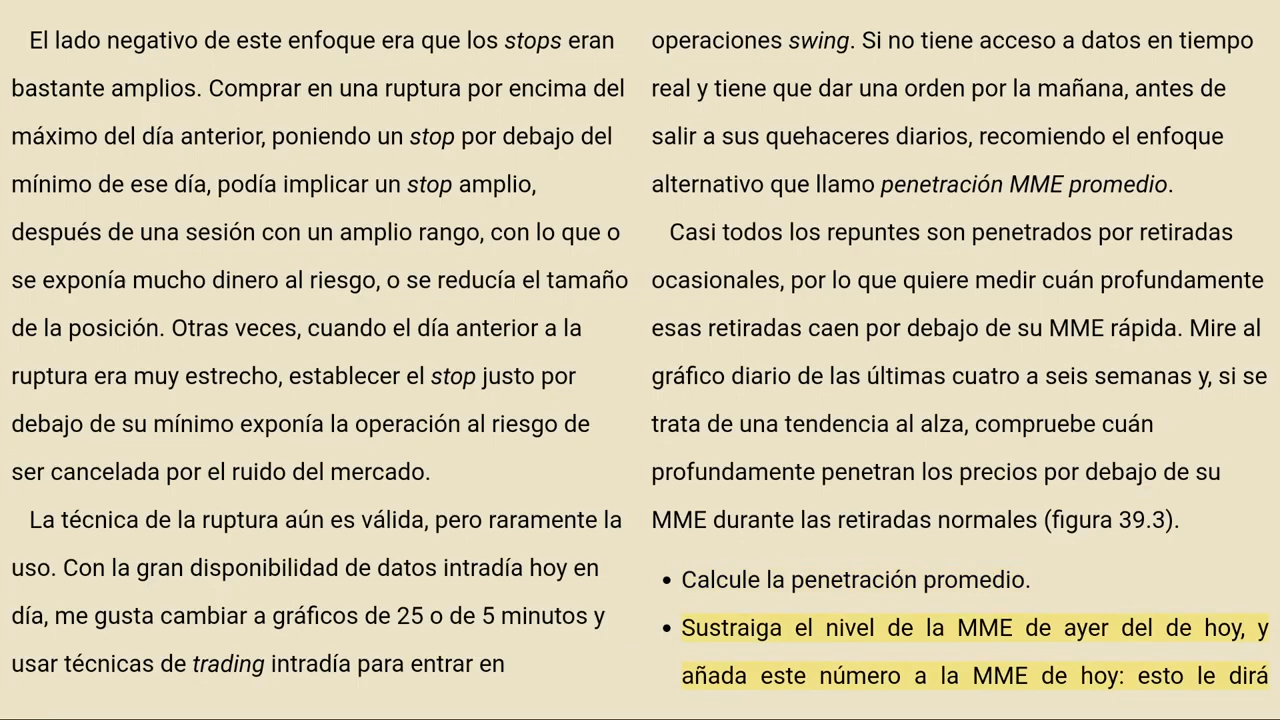 El lado negativo de este enfoque era que los stops eran
bastante amplios. Comprar en una ruptura por encima del
máximo del día anterior, poniendo un stop por debajo del
mínimo de ese día, podía implicar un stop amplio,
después de una sesión con un amplio rango, con lo que o
se exponía mucho dinero al riesgo, o se reducía el tamaño
de la posición. Otras veces, cuando el día anterior a la
ruptura era muy estrecho, establecer el stop justo por
debajo de su mínimo exponía la operación al riesgo de
ser cancelada por el ruido del mercado.
La técnica de la ruptura aún es válida, pero raramente la
uso. Con la gran disponibilidad de datos intradía hoy en
día, me gusta cambiar a gráficos de 25 o de 5 minutos y
usar técnicas de trading intradía para entrar en
operaciones swing. Si no tiene acceso a datos en tiempo
real y tiene que dar una orden por la mañana, antes de
salir a sus quehaceres diarios, recomiendo el enfoque
alternativo que llamo penetración MME promedio.
Casi todos los repuntes son penetrados por retiradas
ocasionales, por lo que quiere medir cuán profundamente
esas retiradas caen por debajo de su MME rápida. Mire al
gráfico diario de las últimas cuatro a seis semanas y, si se
trata de una tendencia al alza, compruebe cuán
profundamente penetran los precios por debajo de su
MME durante las retiradas normales (figura 39.3).
• Calcule la penetración promedio.
• Sustraiga el nivel de la MME de ayer del de hoy, y
añada este número a la MME de hoy: esto le dirá